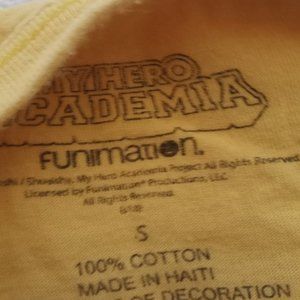 MY HERO
ACADEMIA
FUNIMATION.
Shueisha, My Hero Academia Project All Rights Reserved
Licensed by Funimation® Productions, LLC
All Rights Reserved.
S
100% COTTON
MADE IN HAITI
OF DECORATION